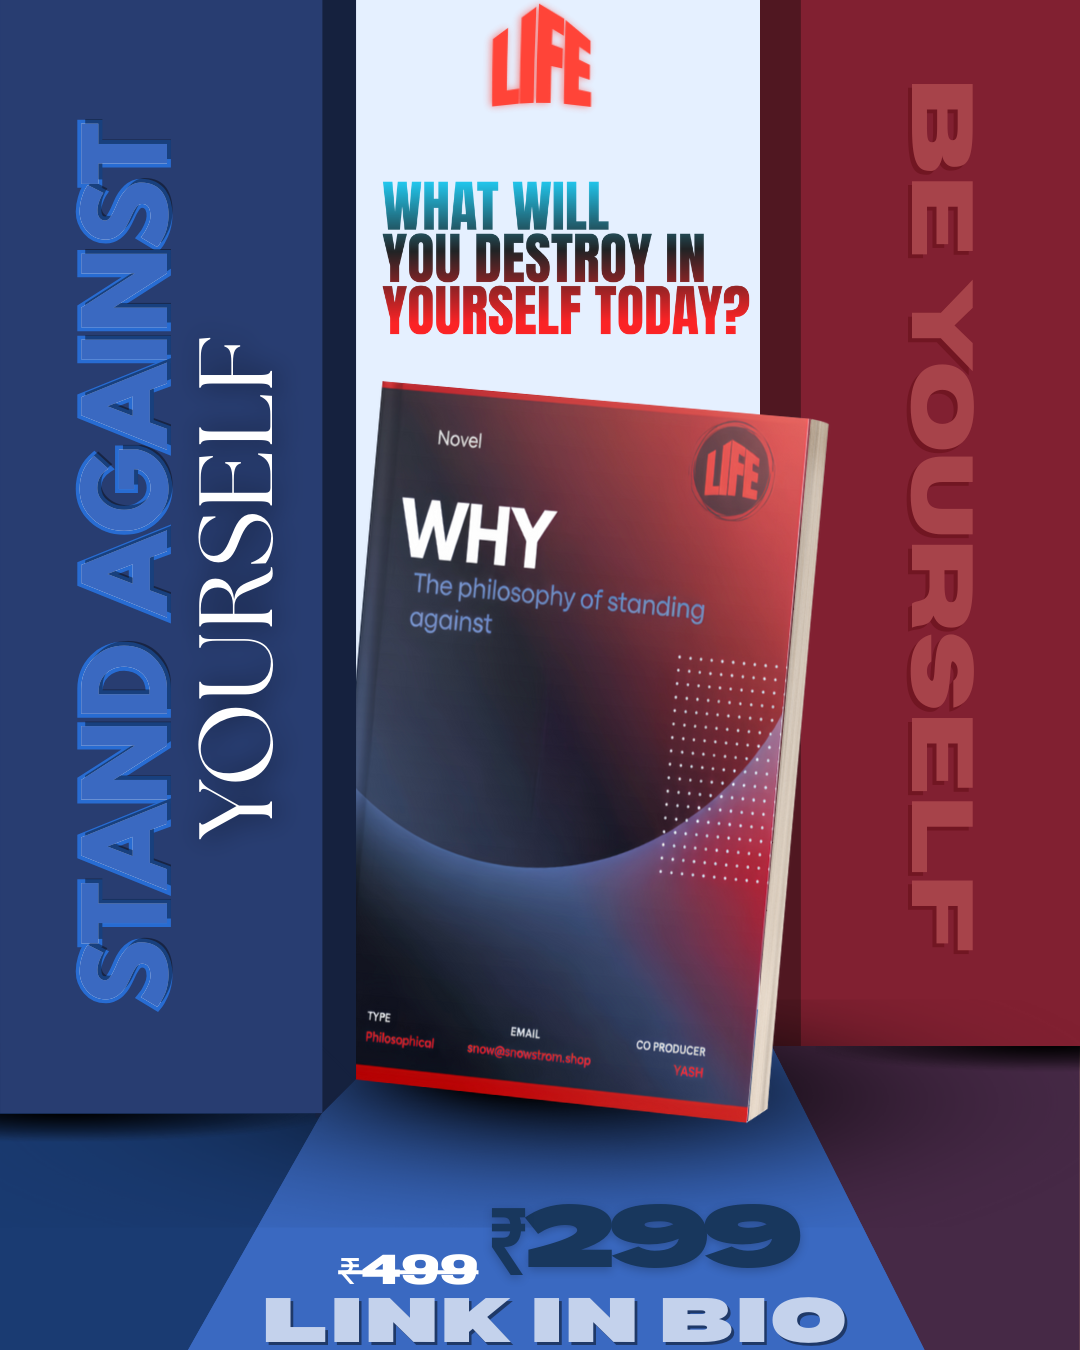 LIFE
WHAT WILL
YOU DESTROY IN
YOURSELF TODAY?
STAND AGAINST
YOURSELF
BE YOURSELF
Novel
LIFE
WHY
The philosophy of standing
against
TYPE
Philosophical
EMAIL
snow@snowstrom.shop
CO PRODUCER
YASH
₹499
₹299
LINK IN BIO